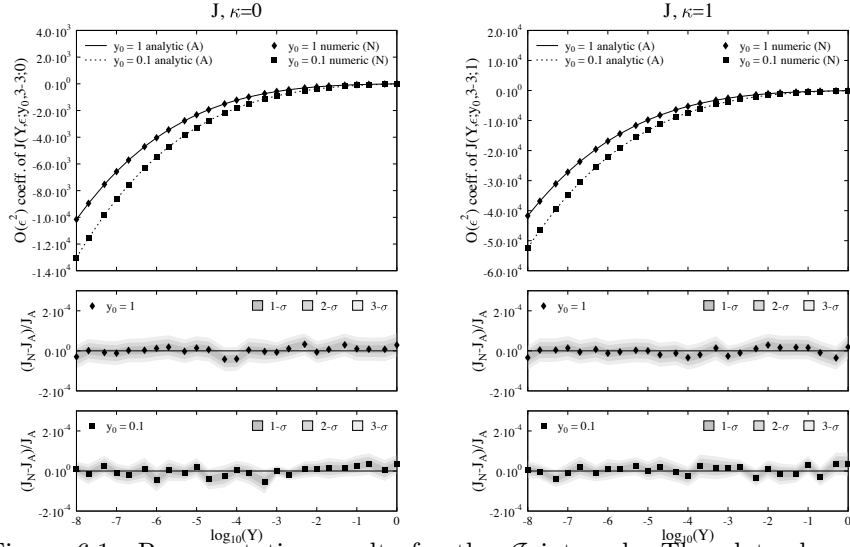 J, κ=0
O(ε²) coeff. of J(Y,ε;y₀,3-3;0)
4.0·10³
2.0·10³
0·10⁰
-2.0·10³
-4.0·10³
-6.0·10³
-8.0·10³
-1.0·10⁴
-1.2·10⁴
-1.4·10⁴
y₀ = 1 analytic (A)
y₀ = 0.1 analytic (A)
y₀ = 1 numeric (N)
y₀ = 0.1 numeric (N)
(J_N-J_A)/J_A
2·10⁻⁴
0·10⁰
-2·10⁻⁴
y₀ = 1
1-σ 2-σ 3-σ
(J_N-J_A)/J_A
2·10⁻⁴
0·10⁰
-2·10⁻⁴
y₀ = 0.1
1-σ 2-σ 3-σ
-8 -7 -6 -5 -4 -3 -2 -1 0
log₁₀(Y)
J, κ=1
O(ε²) coeff. of J(Y,ε;y₀,3-3;1)
2.0·10⁴
1.0·10⁴
0·10⁰
-1.0·10⁴
-2.0·10⁴
-3.0·10⁴
-4.0·10⁴
-5.0·10⁴
-6.0·10⁴
y₀ = 1 analytic (A)
y₀ = 0.1 analytic (A)
y₀ = 1 numeric (N)
y₀ = 0.1 numeric (N)
(J_N-J_A)/J_A
2·10⁻⁴
0·10⁰
-2·10⁻⁴
y₀ = 1
1-σ 2-σ 3-σ
(J_N-J_A)/J_A
2·10⁻⁴
0·10⁰
-2·10⁻⁴
y₀ = 0.1
1-σ 2-σ 3-σ
-8 -7 -6 -5 -4 -3 -2 -1 0
log₁₀(Y)